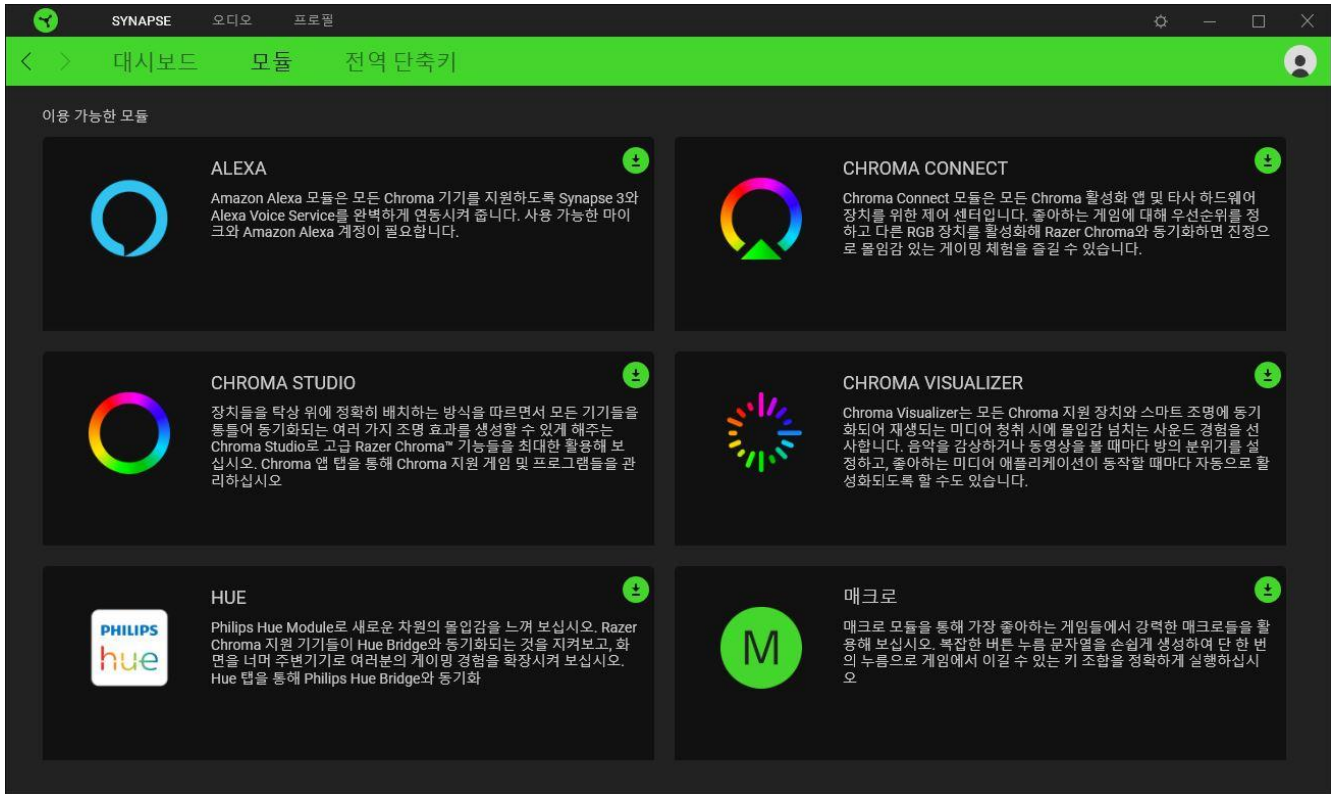 SYNAPSE 오디오 프로필
대시보드 모듈 전역 단축키
이용 가능한 모듈
ALEXA
Amazon Alexa 모듈은 모든 Chroma 기기를 지원하도록 Synapse 3와
Alexa Voice Service를 완벽하게 연동시켜 줍니다. 사용 가능한 마이
크와 Amazon Alexa 계정이 필요합니다.
CHROMA CONNECT
Chroma Connect 모듈은 모든 Chroma 활성화 앱 및 타사 하드웨어
장치를 위한 제어 센터입니다. 좋아하는 게임에 대해 우선순위를 정
하고 다른 RGB 장치를 활성화해 Razer Chroma와 동기화하면 진정으
로 몰입감 있는 게이밍 체험을 즐길 수 있습니다.
CHROMA STUDIO
장치들을 탁상 위에 정확히 배치하는 방식을 따르면서 모든 기기들을
통틀어 동기화되는 여러 가지 조명 효과를 생성할 수 있게 해주는
Chroma Studio로 고급 Razer Chroma™ 기능들을 최대한 활용해 보
십시오. Chroma 앱 탭을 통해 Chroma 지원 게임 및 프로그램들을 관
리하십시오
CHROMA VISUALIZER
Chroma Visualizer는 모든 Chroma 지원 장치와 스마트 조명에 동기
화되어 재생되는 미디어 청취 시에 몰입감 넘치는 사운드 경험을 선
사합니다. 음악을 감상하거나 동영상을 볼 때마다 방의 분위기를 설
정하고, 좋아하는 미디어 애플리케이션이 동작할 때마다 자동으로 활
성화되도록 할 수도 있습니다.
PHILIPS
hue
HUE
Philips Hue Module로 새로운 차원의 몰입감을 느껴 보십시오. Razer
Chroma 지원 기기들이 Hue Bridge와 동기화되는 것을 지켜보고, 화
면을 너머 주변기기로 여러분의 게이밍 경험을 확장시켜 보십시오.
Hue 탭을 통해 Philips Hue Bridge와 동기화
M
매크로
매크로 모듈을 통해 가장 좋아하는 게임들에서 강력한 매크로들을 활
용해 보십시오. 복잡한 버튼 누름 문자열을 손쉽게 생성하여 단 한 번
의 누름으로 게임에서 이길 수 있는 키 조합을 정확하게 실행하십시
오